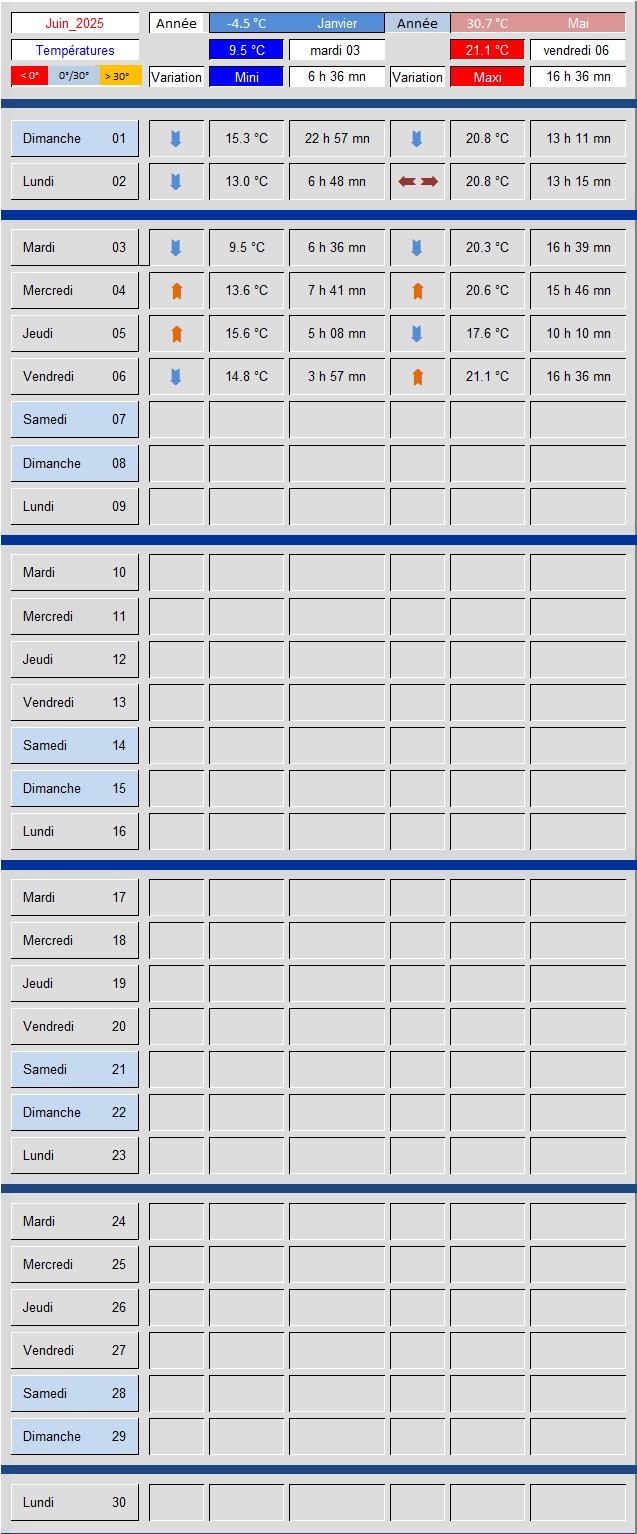 Juin_2025 Année -4.5 °C Janvier Année 30.7 °C Mai
Températures 9.5 °C mardi 03 21.1 °C vendredi 06
< 0° 0°/30° > 30° Variation Mini 6 h 36 mn Variation Maxi 16 h 36 mn
Dimanche 01 15.3 °C 22 h 57 mn 20.8 °C 13 h 11 mn
Lundi 02 13.0 °C 6 h 48 mn 20.8 °C 13 h 15 mn
Mardi 03 9.5 °C 6 h 36 mn 20.3 °C 16 h 39 mn
Mercredi 04 13.6 °C 7 h 41 mn 20.6 °C 15 h 46 mn
Jeudi 05 15.6 °C 5 h 08 mn 17.6 °C 10 h 10 mn
Vendredi 06 14.8 °C 3 h 57 mn 21.1 °C 16 h 36 mn
Samedi 07
Dimanche 08
Lundi 09
Mardi 10
Mercredi 11
Jeudi 12
Vendredi 13
Samedi 14
Dimanche 15
Lundi 16
Mardi 17
Mercredi 18
Jeudi 19
Vendredi 20
Samedi 21
Dimanche 22
Lundi 23
Mardi 24
Mercredi 25
Jeudi 26
Vendredi 27
Samedi 28
Dimanche 29
Lundi 30